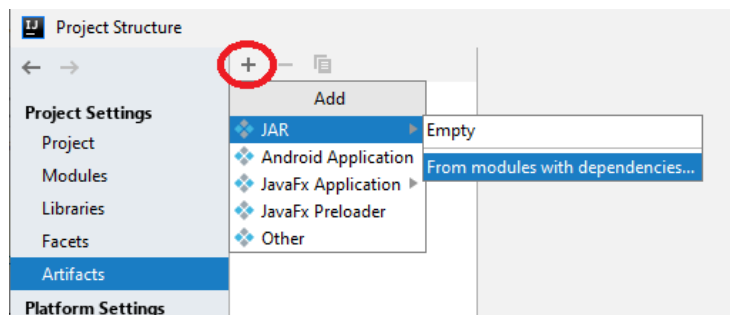 IJ
Project Structure
Project Settings
Project
Modules
Libraries
Facets
Artifacts
Platform Settings
Add
JAR
Android Application
JavaFx Application
JavaFx Preloader
Other
Empty
From modules with dependencies...